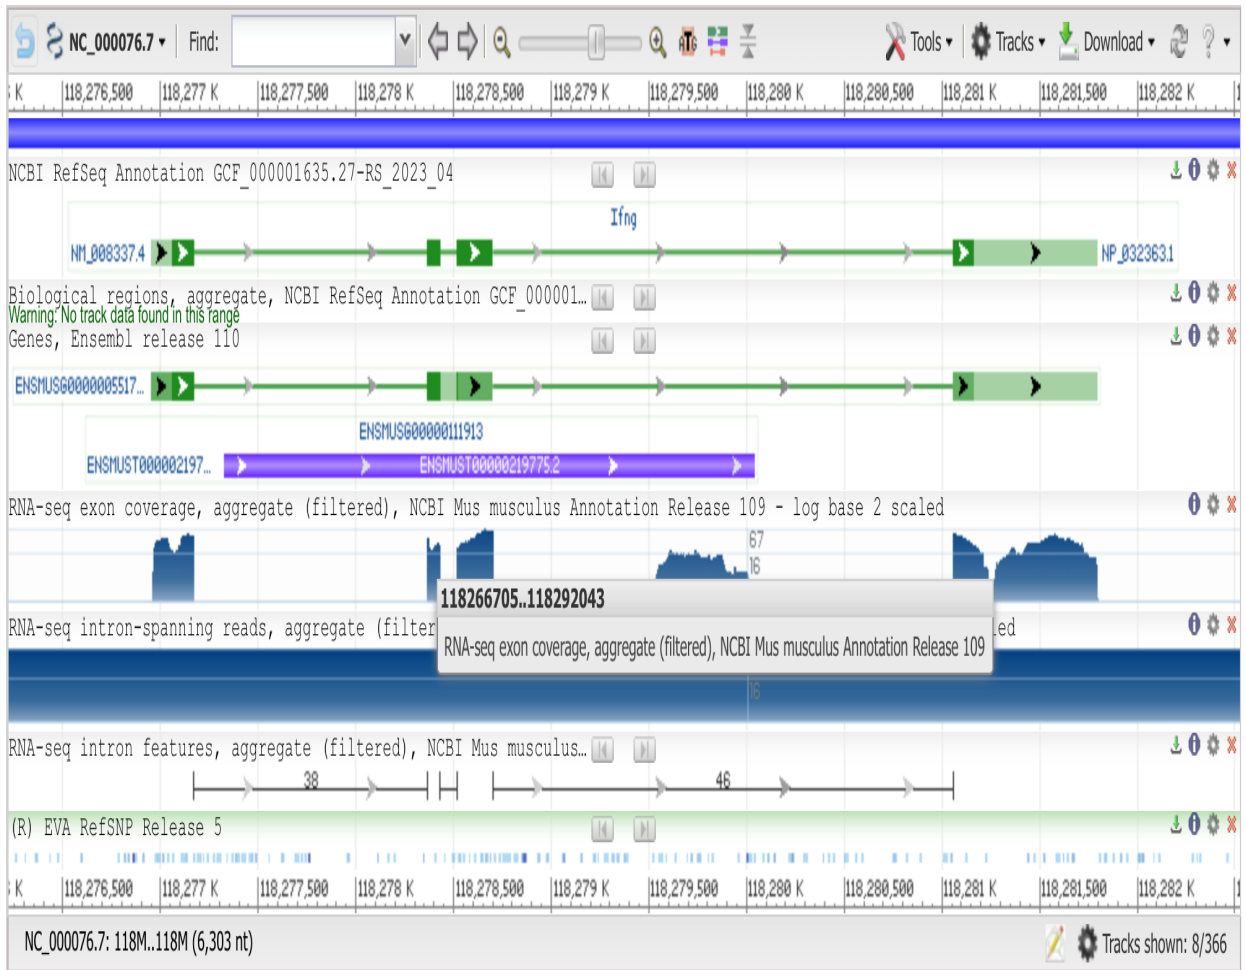 NC_000076.7 Find: Tools Tracks Download
K 118,276,500 118,277 K 118,277,500 118,278 K 118,278,500 118,279 K 118,279,500 118,280 K 118,280,500 118,281 K 118,281,500 118,282 K
NCBI RefSeq Annotation GCF_000001635.27-RS_2023_04
Ifng
NM_008337.4 NP_032363.1
Biological regions, aggregate, NCBI RefSeq Annotation GCF_000001…
Warning: No track data found in this range
Genes, Ensembl release 110
ENSMUSG0000005517…
ENSMUSG00000111913
ENSMUST000002197… ENSMUST00000219775.2
RNA-seq exon coverage, aggregate (filtered), NCBI Mus musculus Annotation Release 109 - log base 2 scaled
67
16
118266705..118292043
RNA-seq intron-spanning reads, aggregate (filter ed
RNA-seq exon coverage, aggregate (filtered), NCBI Mus musculus Annotation Release 109
16
RNA-seq intron features, aggregate (filtered), NCBI Mus musculus…
38 46
(R) EVA RefSNP Release 5
K 118,276,500 118,277 K 118,277,500 118,278 K 118,278,500 118,279 K 118,279,500 118,280 K 118,280,500 118,281 K 118,281,500 118,282 K
NC_000076.7: 118M..118M (6,303 nt) Tracks shown: 8/366